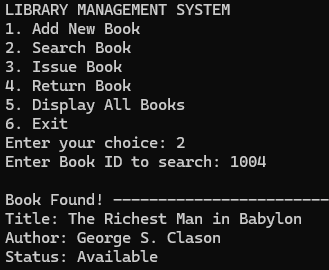 LIBRARY MANAGEMENT SYSTEM
1. Add New Book
2. Search Book
3. Issue Book
4. Return Book
5. Display All Books
6. Exit
Enter your choice: 2
Enter Book ID to search: 1004
Book Found! ------------------------
Title: The Richest Man in Babylon
Author: George S. Clason
Status: Available